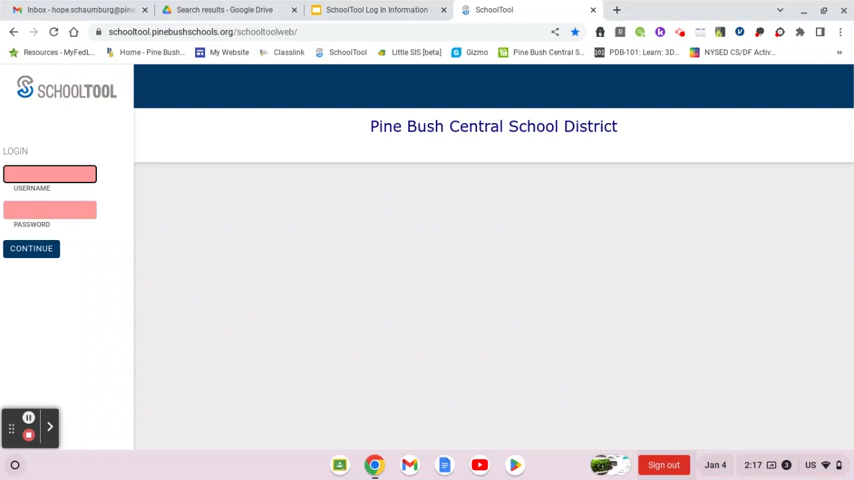 Inbox - hope.schaumburg@pine
Search results - Google Drive
SchoolTool Log In Information -
SchoolTool
schooltool.pinebushschools.org/schooltoolweb/
Resources - MyFedL...
Home - Pine Bush...
My Website
Classlink
SchoolTool
Little SIS [beta]
Gizmo
Pine Bush Central S...
PDB-101: Learn: 3D...
NYSED CS/DF Activ...
SCHOOLTOOL
Pine Bush Central School District
LOGIN
USERNAME
PASSWORD
CONTINUE
Sign out
Jan 4
2:17
3
US